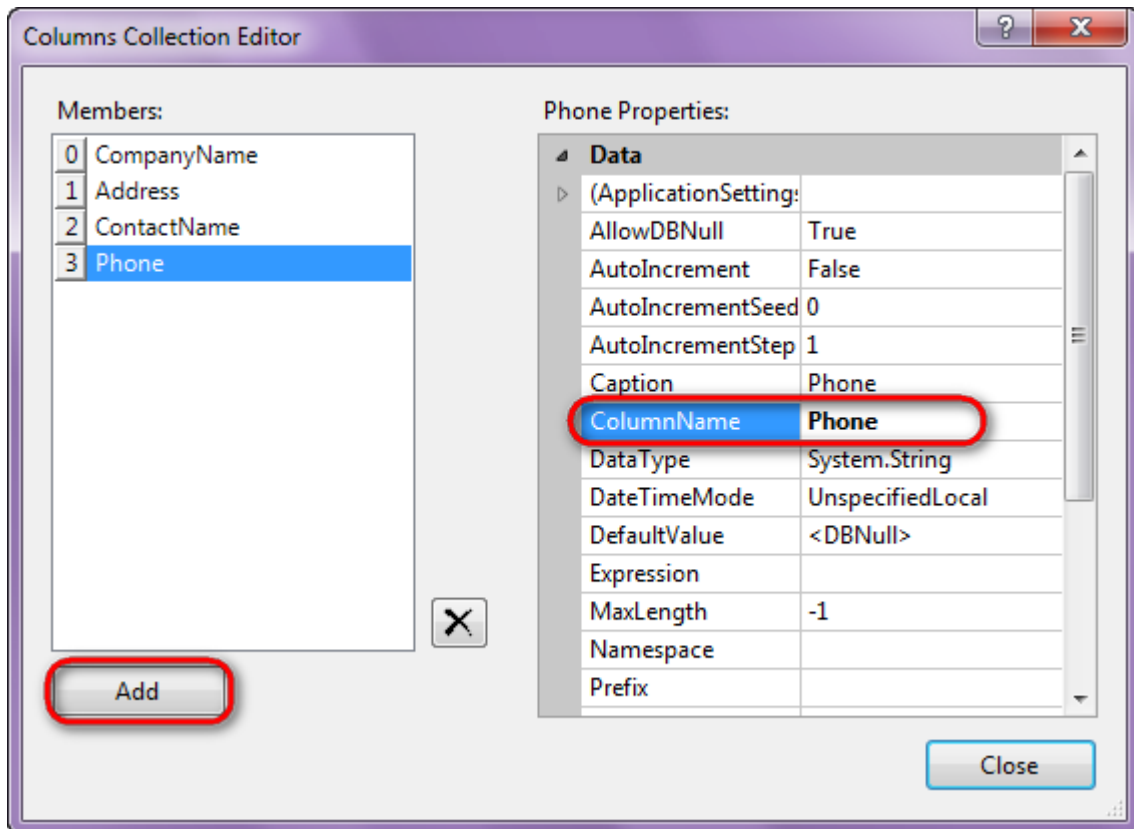 Columns Collection Editor
?
Members:
0 CompanyName
1 Address
2 ContactName
3 Phone
Add
Phone Properties:
Data
(ApplicationSettings
AllowDBNull True
AutoIncrement False
AutoIncrementSeed 0
AutoIncrementStep 1
Caption Phone
ColumnName Phone
DataType System.String
DateTimeMode UnspecifiedLocal
DefaultValue <DBNull>
Expression
MaxLength -1
Namespace
Prefix
Close